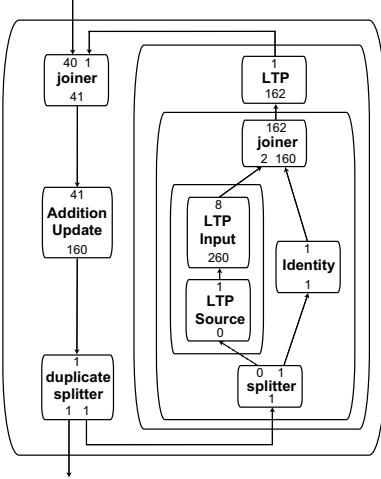 40 1
joiner
41
41
Addition
Update
160
1
duplicate
splitter
1 1
1
LTP
162
162
joiner
2 160
8
LTP
Input
260
1
LTP
Source
0
1
Identity
1
0 1
splitter
1